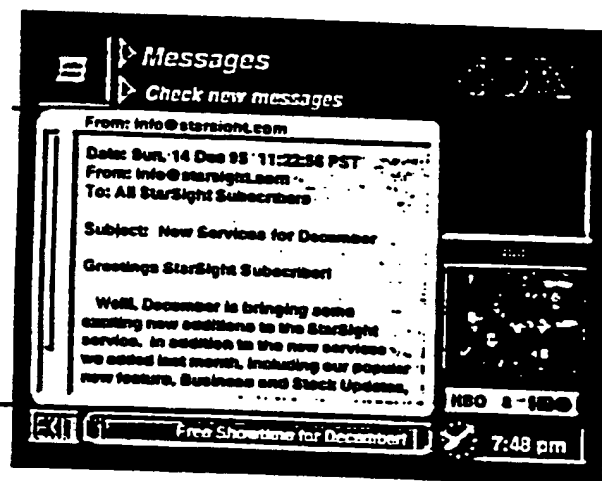 Messages
Check new messages
From: info@starsight.com
Date: Sun, 14 Dec 95 11:22:56 PST
From: info@starsight.com
To: All StarSight Subscribers
Subject: New Services for December
Greetings StarSight Subscriber!
Well, December is bringing some
exciting new additions to the StarSight
service. In addition to the new services
we added last month, including our popular
new feature, Business and Stock Updates,
HBO 8
EXIT Free Showtime for December! 7:48 pm